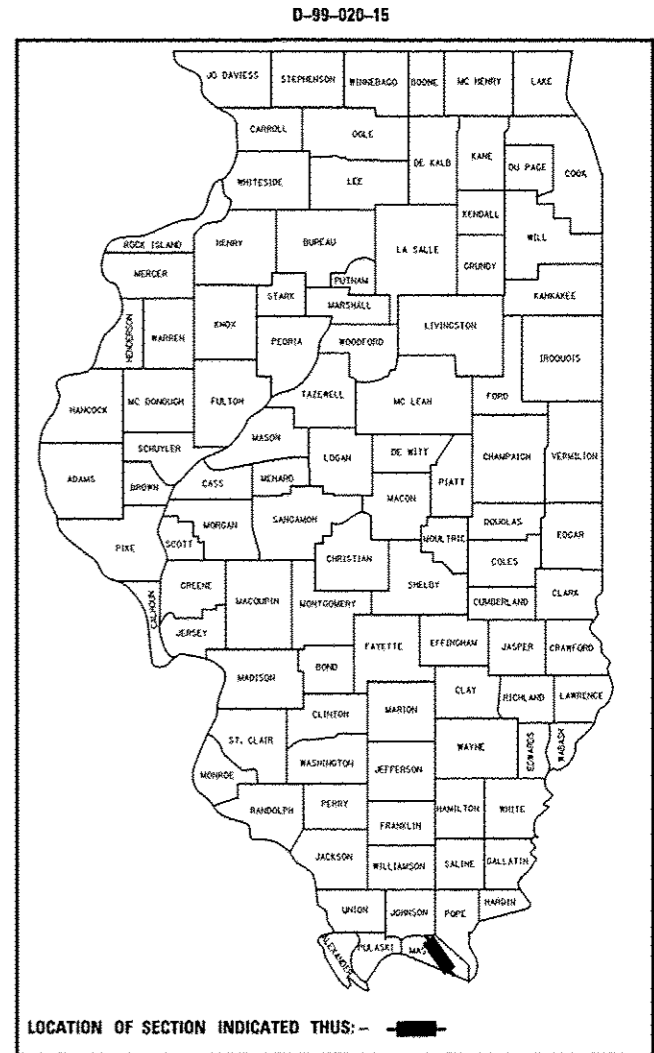 D-99-020-15
JO DAVIESS STEPHENSON WINNEBAGO BOONE MC HENRY LAKE
CARROLL OGLE
DE KALB KANE DU PAGE COOK
WHITESIDE LEE
KENDALL
ROCK ISLAND HENRY BUREAU LA SALLE GRUNDY WILL
MERCER PUTNAM
STARK MARSHALL KANKAKEE
HENDERSON WARREN KNOX PEORIA WOODFORD LIVINGSTON IROQUOIS
HANCOCK MC DONOUGH FULTON TAZEWELL MC LEAN FORD
MASON
SCHUYLER LOGAN DE WITT CHAMPAIGN VERMILION
ADAMS BROWN CASS MENARD MACON PIATT
MORGAN SANGAMON DOUGLAS
PIKE SCOTT CHRISTIAN MOULTRIE COLES EDGAR
GREENE SHELBY
CALHOUN MACOUPIN MONTGOMERY CUMBERLAND CLARK
JERSEY FAYETTE EFFINGHAM JASPER CRAWFORD
MADISON BOND
CLAY RICHLAND LAWRENCE
CLINTON MARION
ST. CLAIR WAYNE EDWARDS WABASH
MONROE WASHINGTON JEFFERSON
RANDOLPH PERRY HAMILTON WHITE
FRANKLIN
JACKSON WILLIAMSON SALINE GALLATIN
UNION JOHNSON POPE HARDIN
ALEXANDER PULASKI MAS
LOCATION OF SECTION INDICATED THUS: -